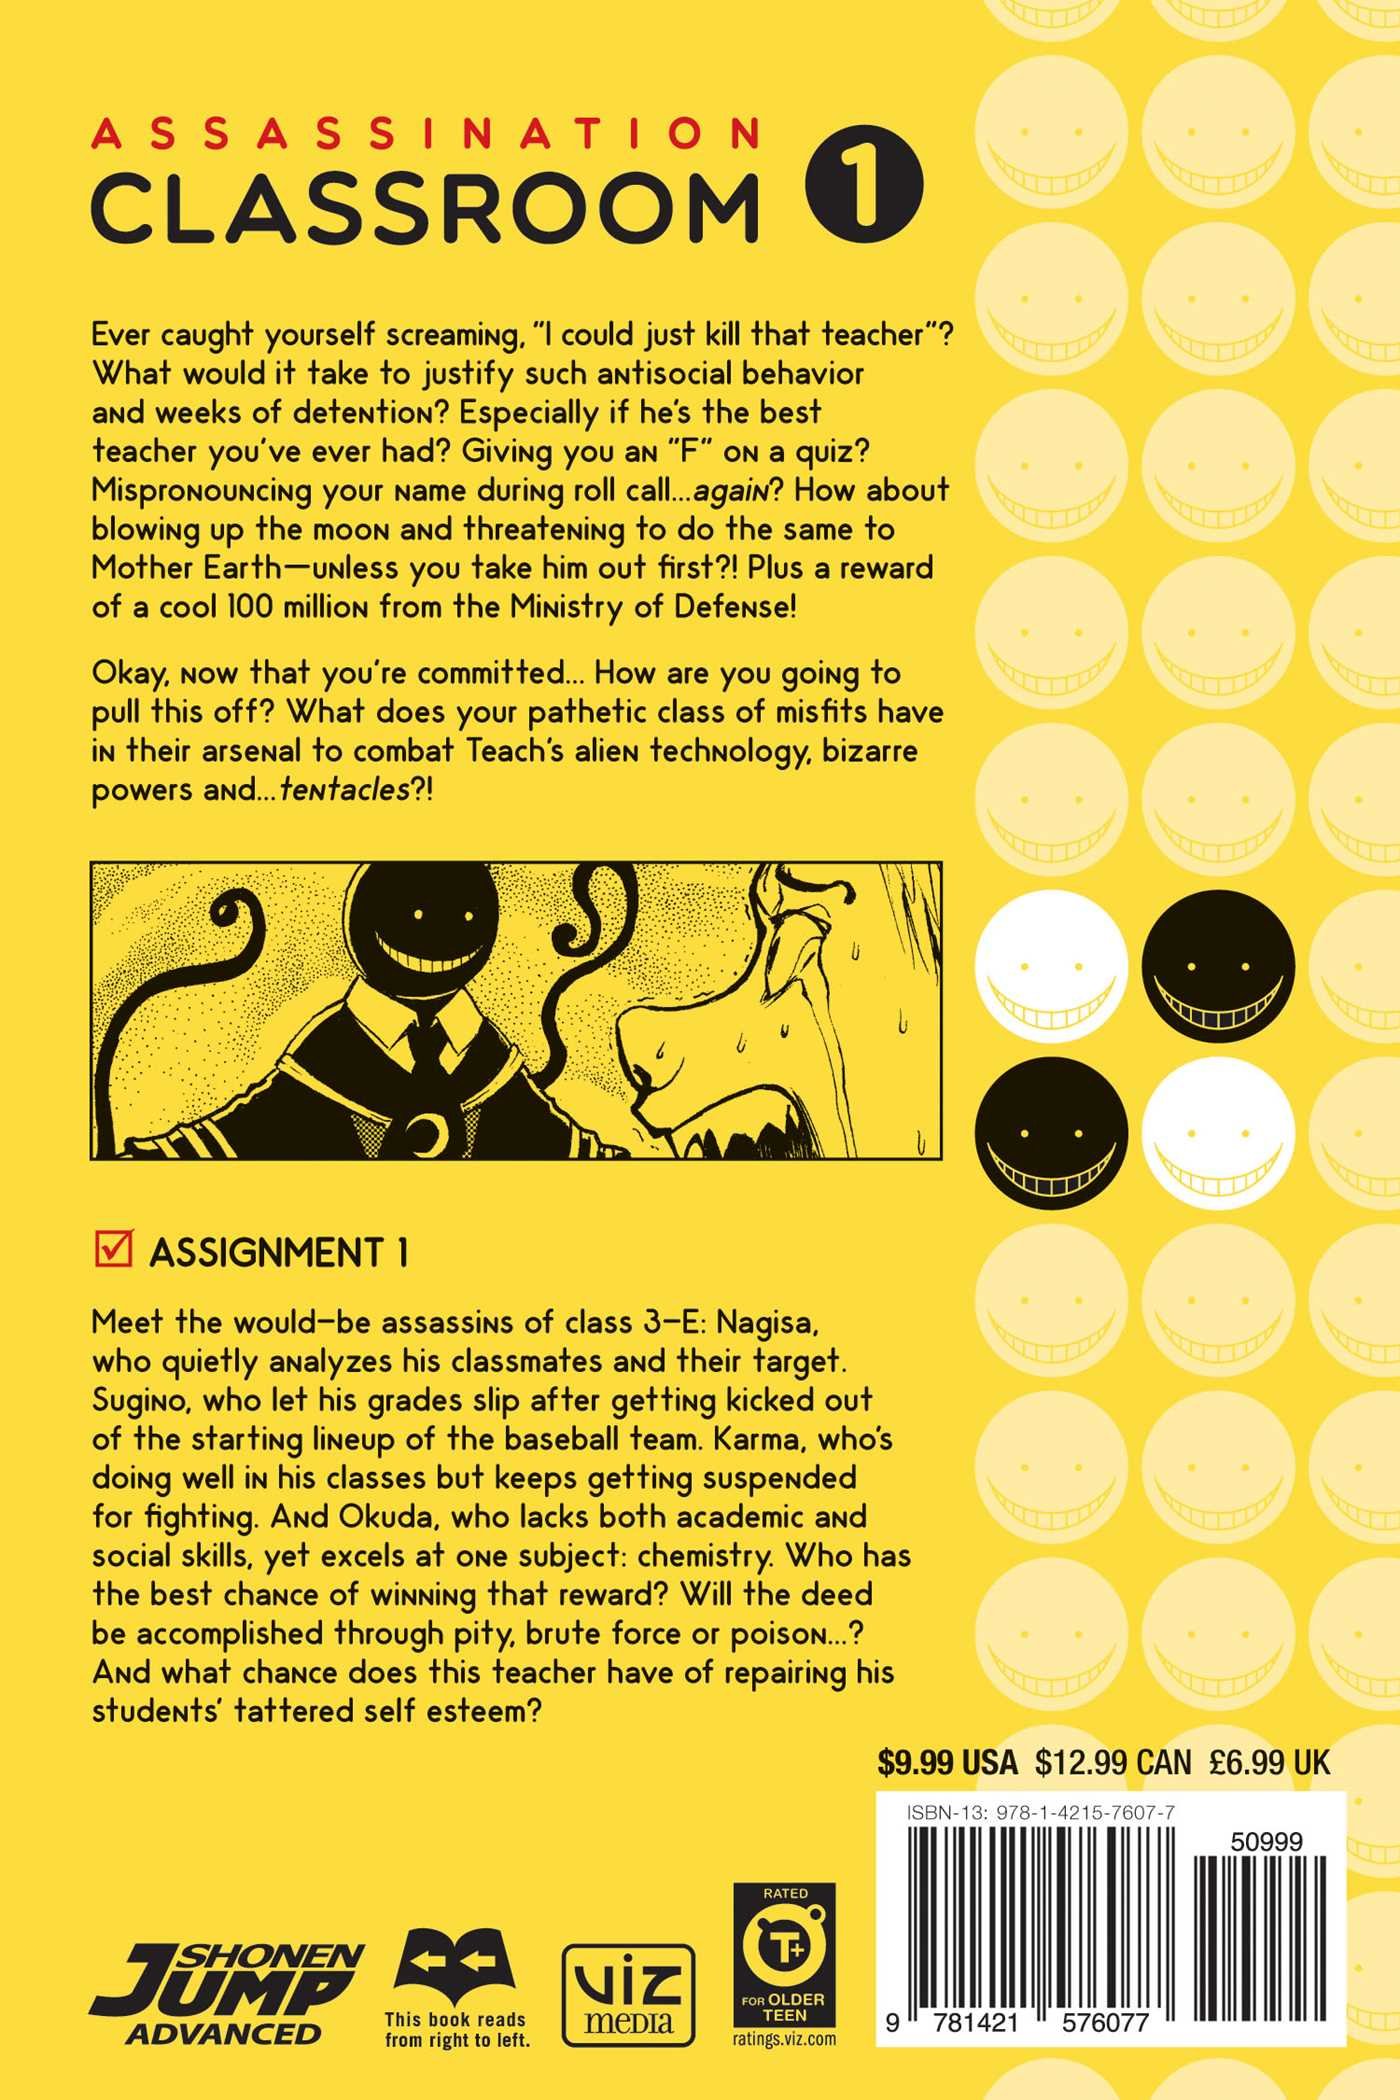 ASSASSINATION
CLASSROOM 1
Ever caught yourself screaming, "I could just kill that teacher"?
What would it take to justify such antisocial behavior
and weeks of detention? Especially if he's the best
teacher you've ever had? Giving you an "F" on a quiz?
Mispronouncing your name during roll call...again? How about
blowing up the moon and threatening to do the same to
Mother Earth—unless you take him out first?! Plus a reward
of a cool 100 million from the Ministry of Defense!
Okay, now that you're committed... How are you going to
pull this off? What does your pathetic class of misfits have
in their arsenal to combat Teach's alien technology, bizarre
powers and...tentacles?!
ASSIGNMENT 1
Meet the would-be assassins of class 3-E: Nagisa,
who quietly analyzes his classmates and their target.
Sugino, who let his grades slip after getting kicked out
of the starting lineup of the baseball team. Karma, who's
doing well in his classes but keeps getting suspended
for fighting. And Okuda, who lacks both academic and
social skills, yet excels at one subject: chemistry. Who has
the best chance of winning that reward? Will the deed
be accomplished through pity, brute force or poison...?
And what chance does this teacher have of repairing his
students' tattered self esteem?
$9.99 USA $12.99 CAN £6.99 UK
ISBN-13: 978-1-4215-7607-7
50999
9 781421 576077
SHONEN
JUMP
ADVANCED
This book reads
from right to left.
viz
media
RATED
T+
FOR OLDER
TEEN
ratings.viz.com